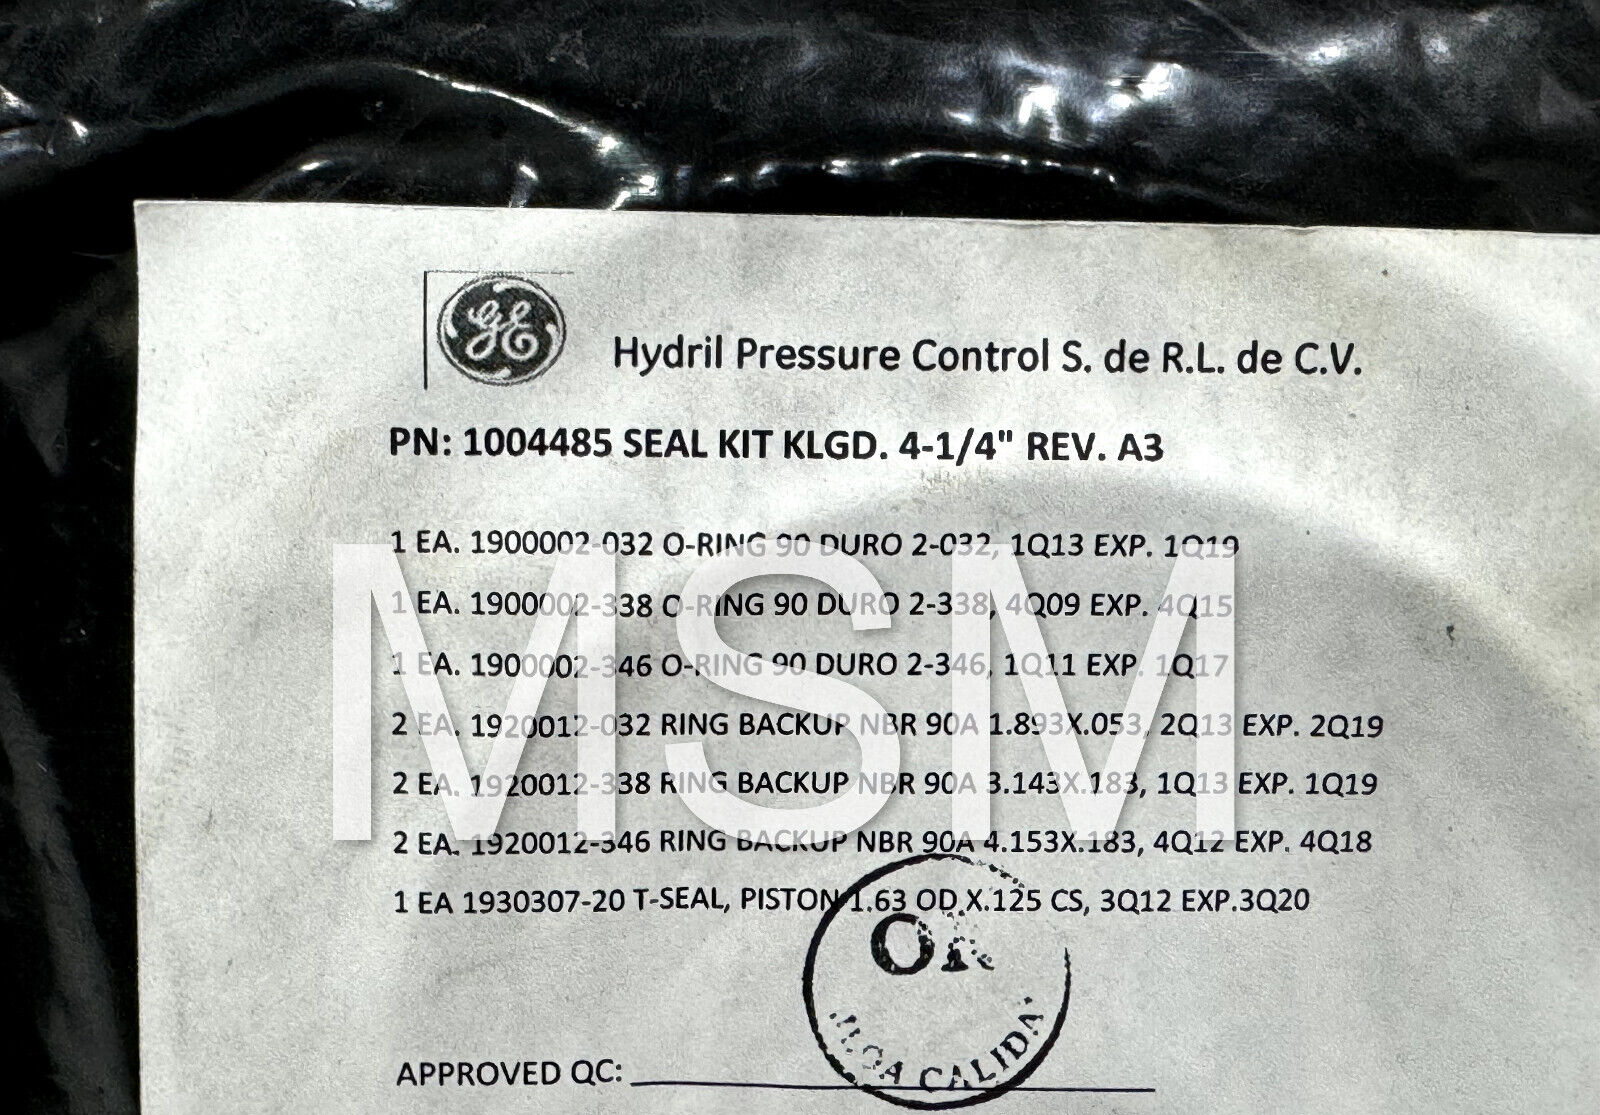 GE
Hydril Pressure Control S. de R.L. de C.V.
PN: 1004485 SEAL KIT KLGD. 4-1/4" REV. A3
1 EA. 1900002-032 O-RING 90 DURO 2-032, 1Q13 EXP. 1Q19
1 EA. 1900002-338 O-RING 90 DURO 2-338, 4Q09 EXP. 4Q15
1 EA. 1900002-346 O-RING 90 DURO 2-346, 1Q11 EXP. 1Q17
2 EA. 1920012-032 RING BACKUP NBR 90A 1.893X.053, 2Q13 EXP. 2Q19
2 EA. 1920012-338 RING BACKUP NBR 90A 3.143X.183, 1Q13 EXP. 1Q19
2 EA. 1920012-346 RING BACKUP NBR 90A 4.153X.183, 4Q12 EXP. 4Q18
1 EA 1930307-20 T-SEAL, PISTON 1.63 OD X.125 CS, 3Q12 EXP.3Q20
MSM
OK
CALIDA
APPROVED QC: